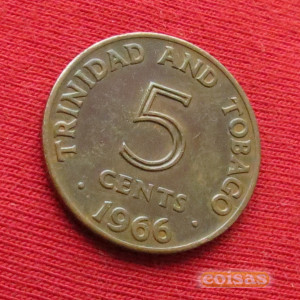 TRINIDAD AND TOBAGO
5
CENTS
· 1966 ·
coisas